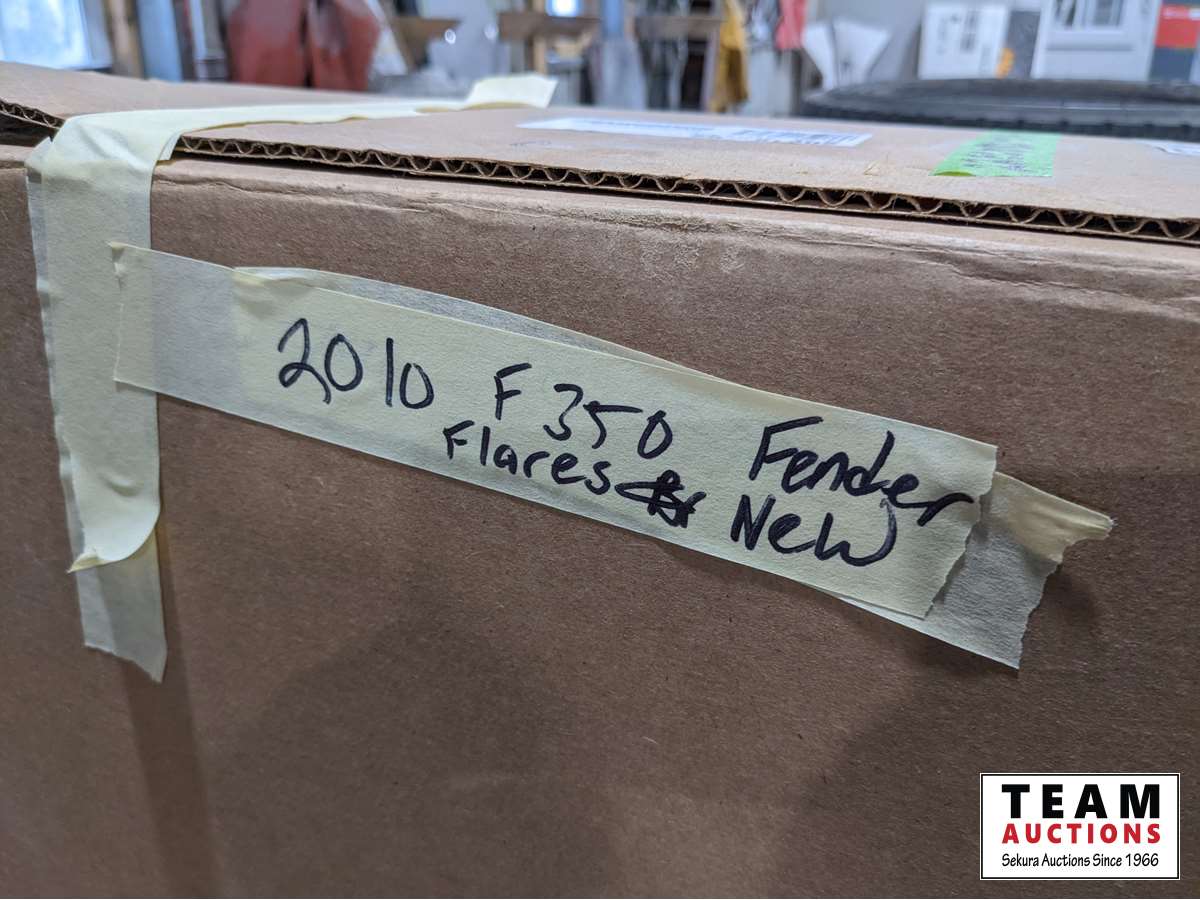 2010 F350 Fender
Flares New
TEAM
AUCTIONS
Sekura Auctions Since 1966